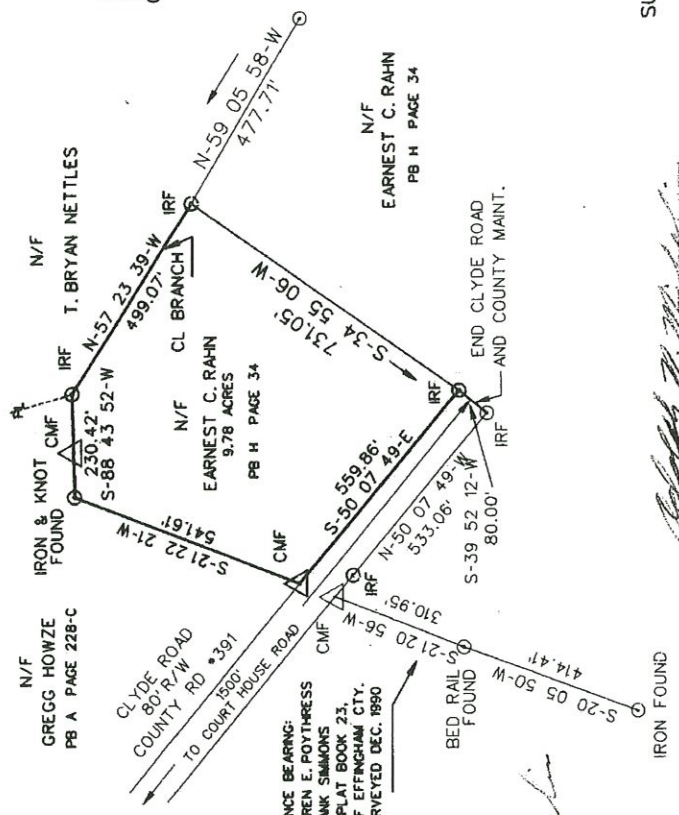 N/F
GREGG HOWZE
PB A PAGE 228-C
IRON & KNOT
FOUND
CMF
PL
IRF
N/F
T. BRYAN NETTLES
230.42'
S-88 43 52-W
N-57 23 39-W
499.07'
CL BRANCH
IRF
N-59 05 58-W
477.71'
N/F
EARNEST C. RAHN
9.78 ACRES
PB H PAGE 34
N/F
EARNEST C. RAHN
PB H PAGE 34
S-21 22 21-W
541.61'
CMF
559.86'
S-50 07 49-E
731.05'
S-34 55 06-W
IRF
END CLYDE ROAD
AND COUNTY MAINT.
IRF
CLYDE ROAD
80' R/W
COUNTY RD #391
1500'
TO COURT HOUSE ROAD
N-50 07 49-W
533.06'
S-39 52 12-W
80.00'
IRF
CMF
S-21 20 56-W
310.95'
NCE BEARING:
REN E. POYTHRESS
NK SIMMONS
PLAT BOOK 23,
F EFFINGHAM CTY.
RVEYED DEC. 1990
BED RAIL
FOUND
S-20 05 50-W
414.41'
IRON FOUND
SU